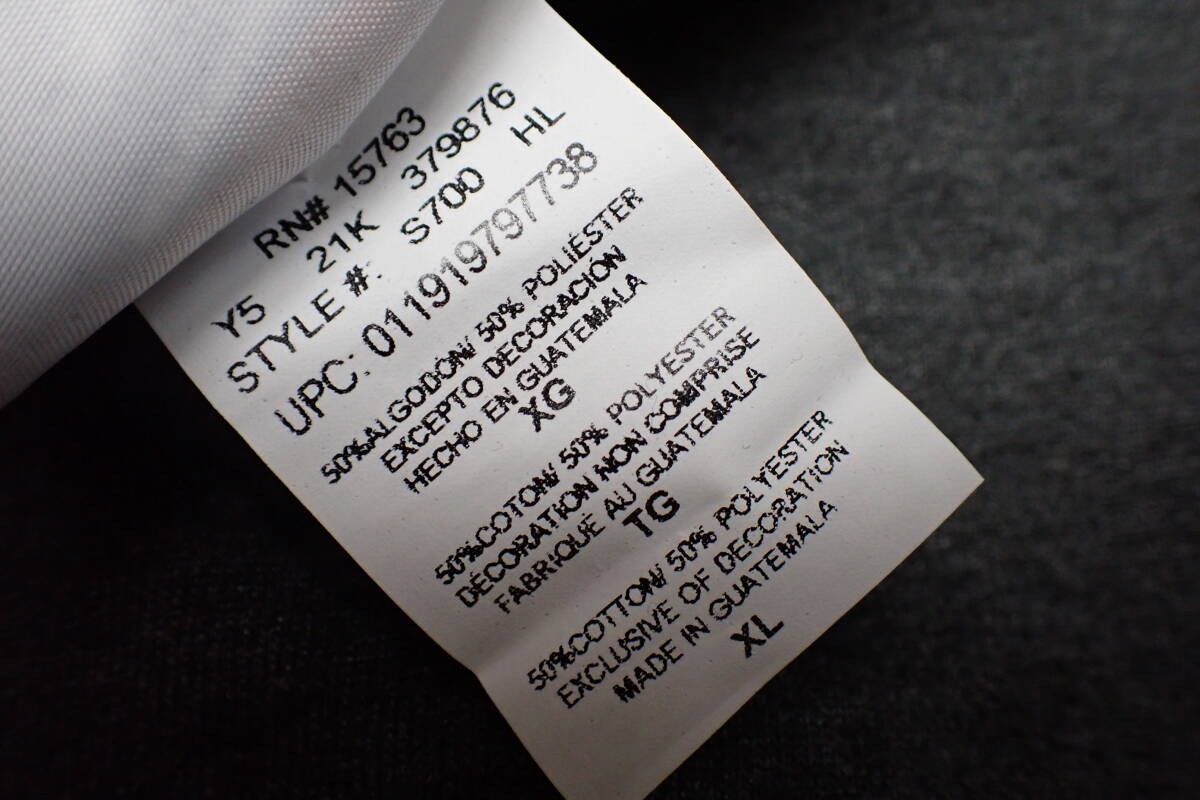 RN# 15763
Y5 21K 379876
STYLE #: S700 HL
UPC: 011919797738
50%ALGODÓN/ 50% POLIÉSTER
EXCEPTO DECORACIÓN
HECHO EN GUATEMALA
XG
50%COTON/ 50% POLYESTER
DÉCORATION NON COMPRISE
FABRIQUE AU GUATEMALA
TG
50%COTTON/ 50% POLYESTER
EXCLUSIVE OF DECORATION
MADE IN GUATEMALA
XL